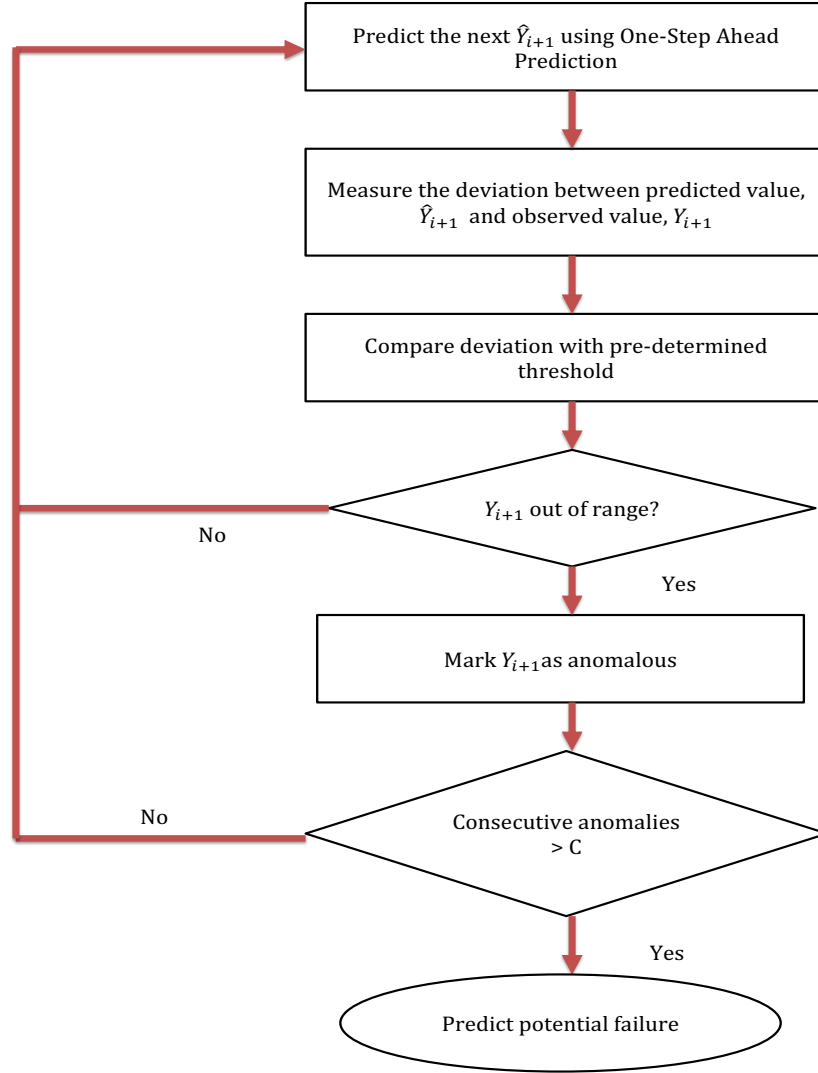 Predict the next Ŷᵢ₊₁ using One-Step Ahead
Prediction
Measure the deviation between predicted value,
Ŷᵢ₊₁ and observed value, Yᵢ₊₁
Compare deviation with pre-determined
threshold
Yᵢ₊₁ out of range?
No
Yes
Mark Yᵢ₊₁as anomalous
No
Consecutive anomalies
> C
Yes
Predict potential failure